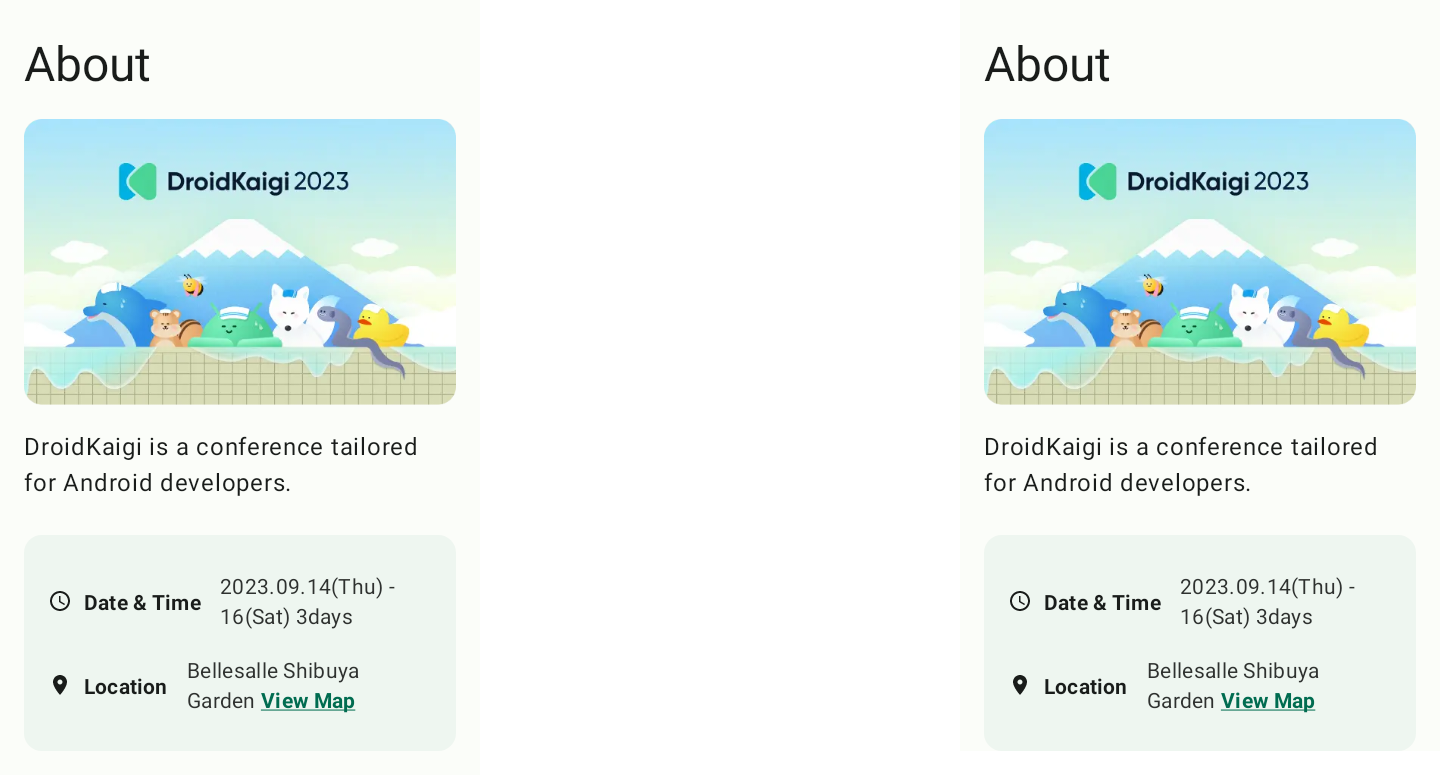 About
DroidKaigi 2023
DroidKaigi is a conference tailored
for Android developers.
Date & Time
2023.09.14(Thu) -
16(Sat) 3days
Location
Bellesalle Shibuya
Garden View Map
About
DroidKaigi 2023
DroidKaigi is a conference tailored
for Android developers.
Date & Time
2023.09.14(Thu) -
16(Sat) 3days
Location
Bellesalle Shibuya
Garden View Map